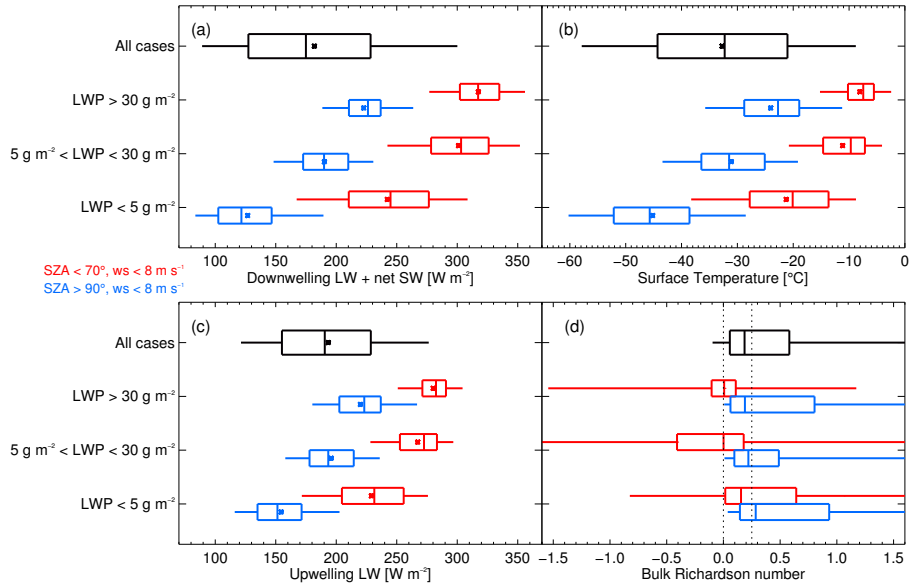 (a)
(b)
All cases
LWP > 30 g m⁻²
5 g m⁻² < LWP < 30 g m⁻²
LWP < 5 g m⁻²
100 150 200 250 300 350
Downwelling LW + net SW [W m⁻²]
−60 −50 −40 −30 −20 −10 0
Surface Temperature [°C]
SZA < 70°, ws < 8 m s⁻¹
SZA > 90°, ws < 8 m s⁻¹
(c)
(d)
All cases
LWP > 30 g m⁻²
5 g m⁻² < LWP < 30 g m⁻²
LWP < 5 g m⁻²
100 150 200 250 300 350
Upwelling LW [W m⁻²]
−1.5 −1.0 −0.5 0.0 0.5 1.0 1.5
Bulk Richardson number